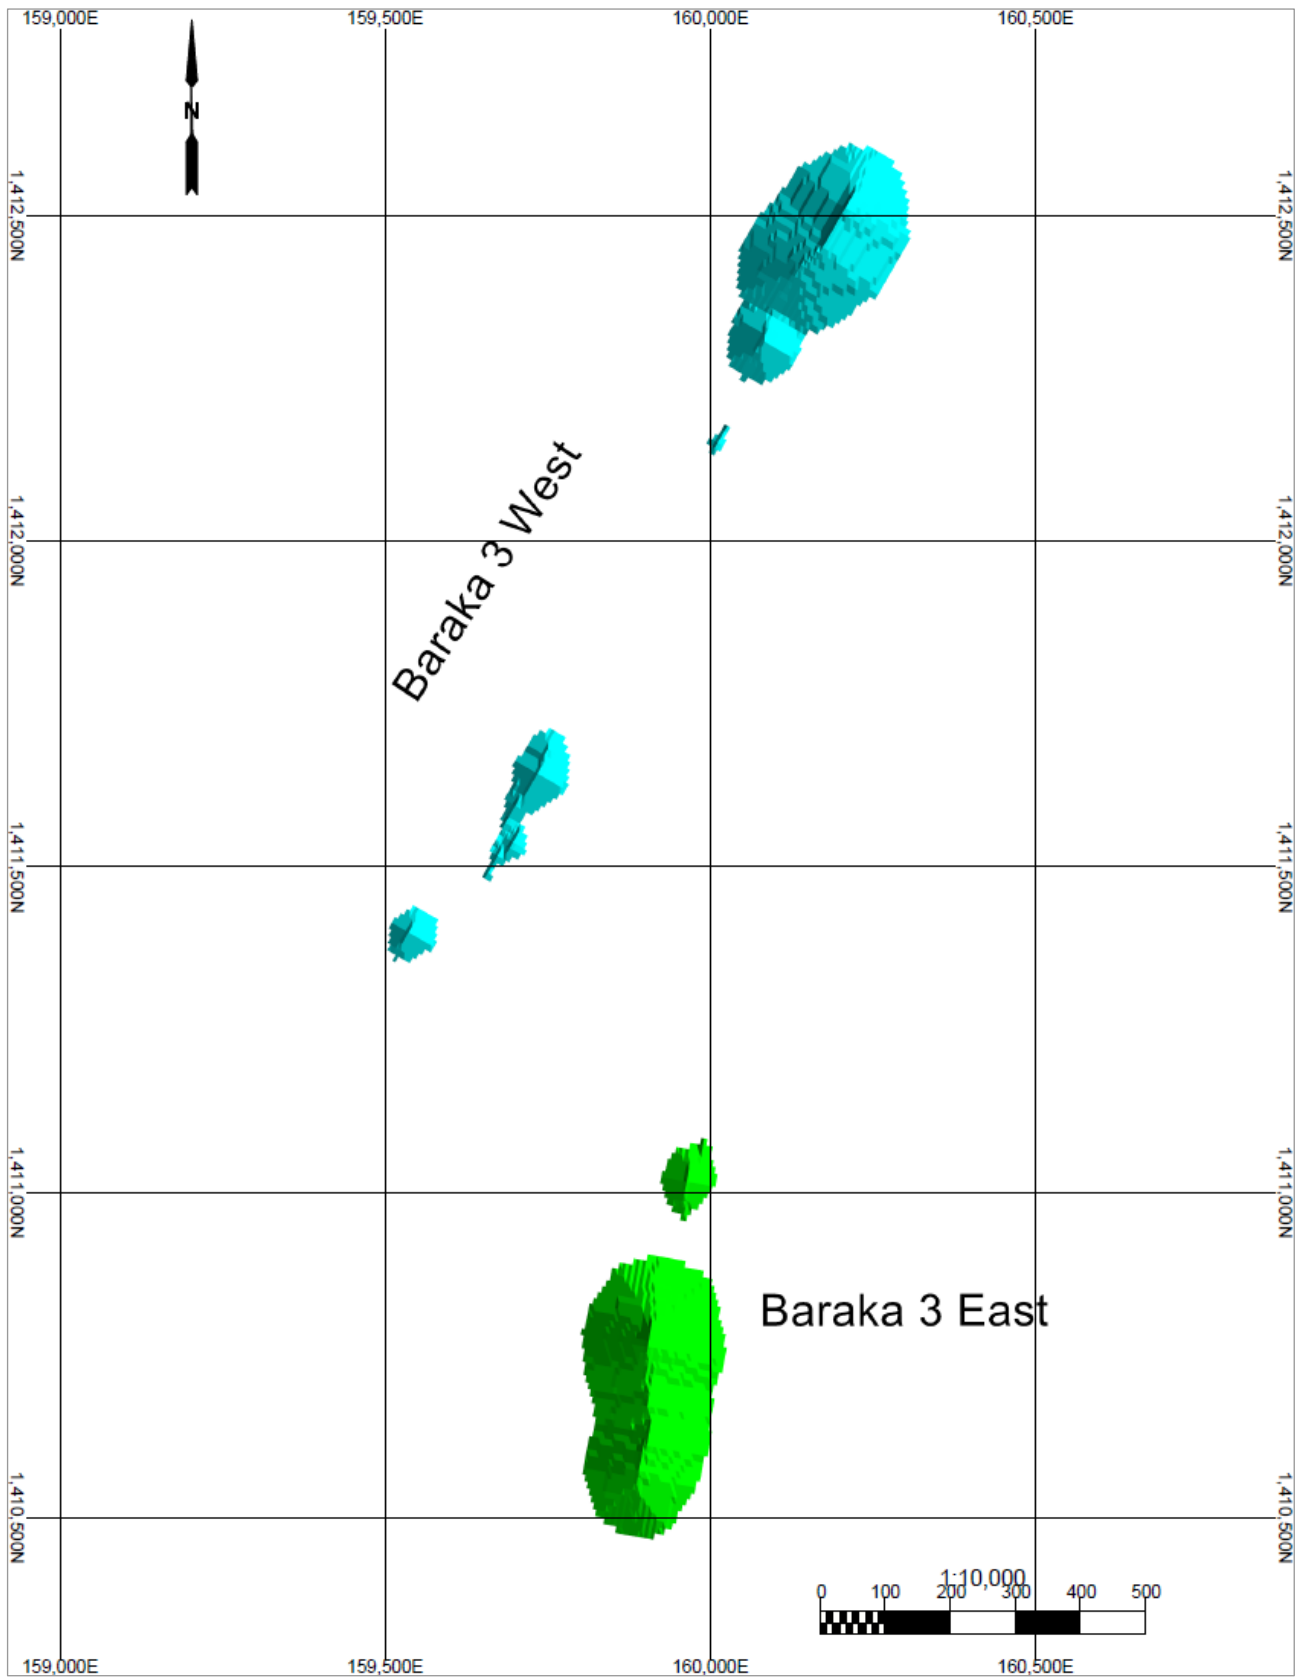 159,000E 159,500E 160,000E 160,500E
N
1,412,500N 1,412,500N
Baraka 3 West
1,412,000N 1,412,000N
1,411,500N 1,411,500N
1,411,000N 1,411,000N
Baraka 3 East
1,410,500N 1,410,500N
1:10,000
0 100 200 300 400 500
159,000E 159,500E 160,000E 160,500E